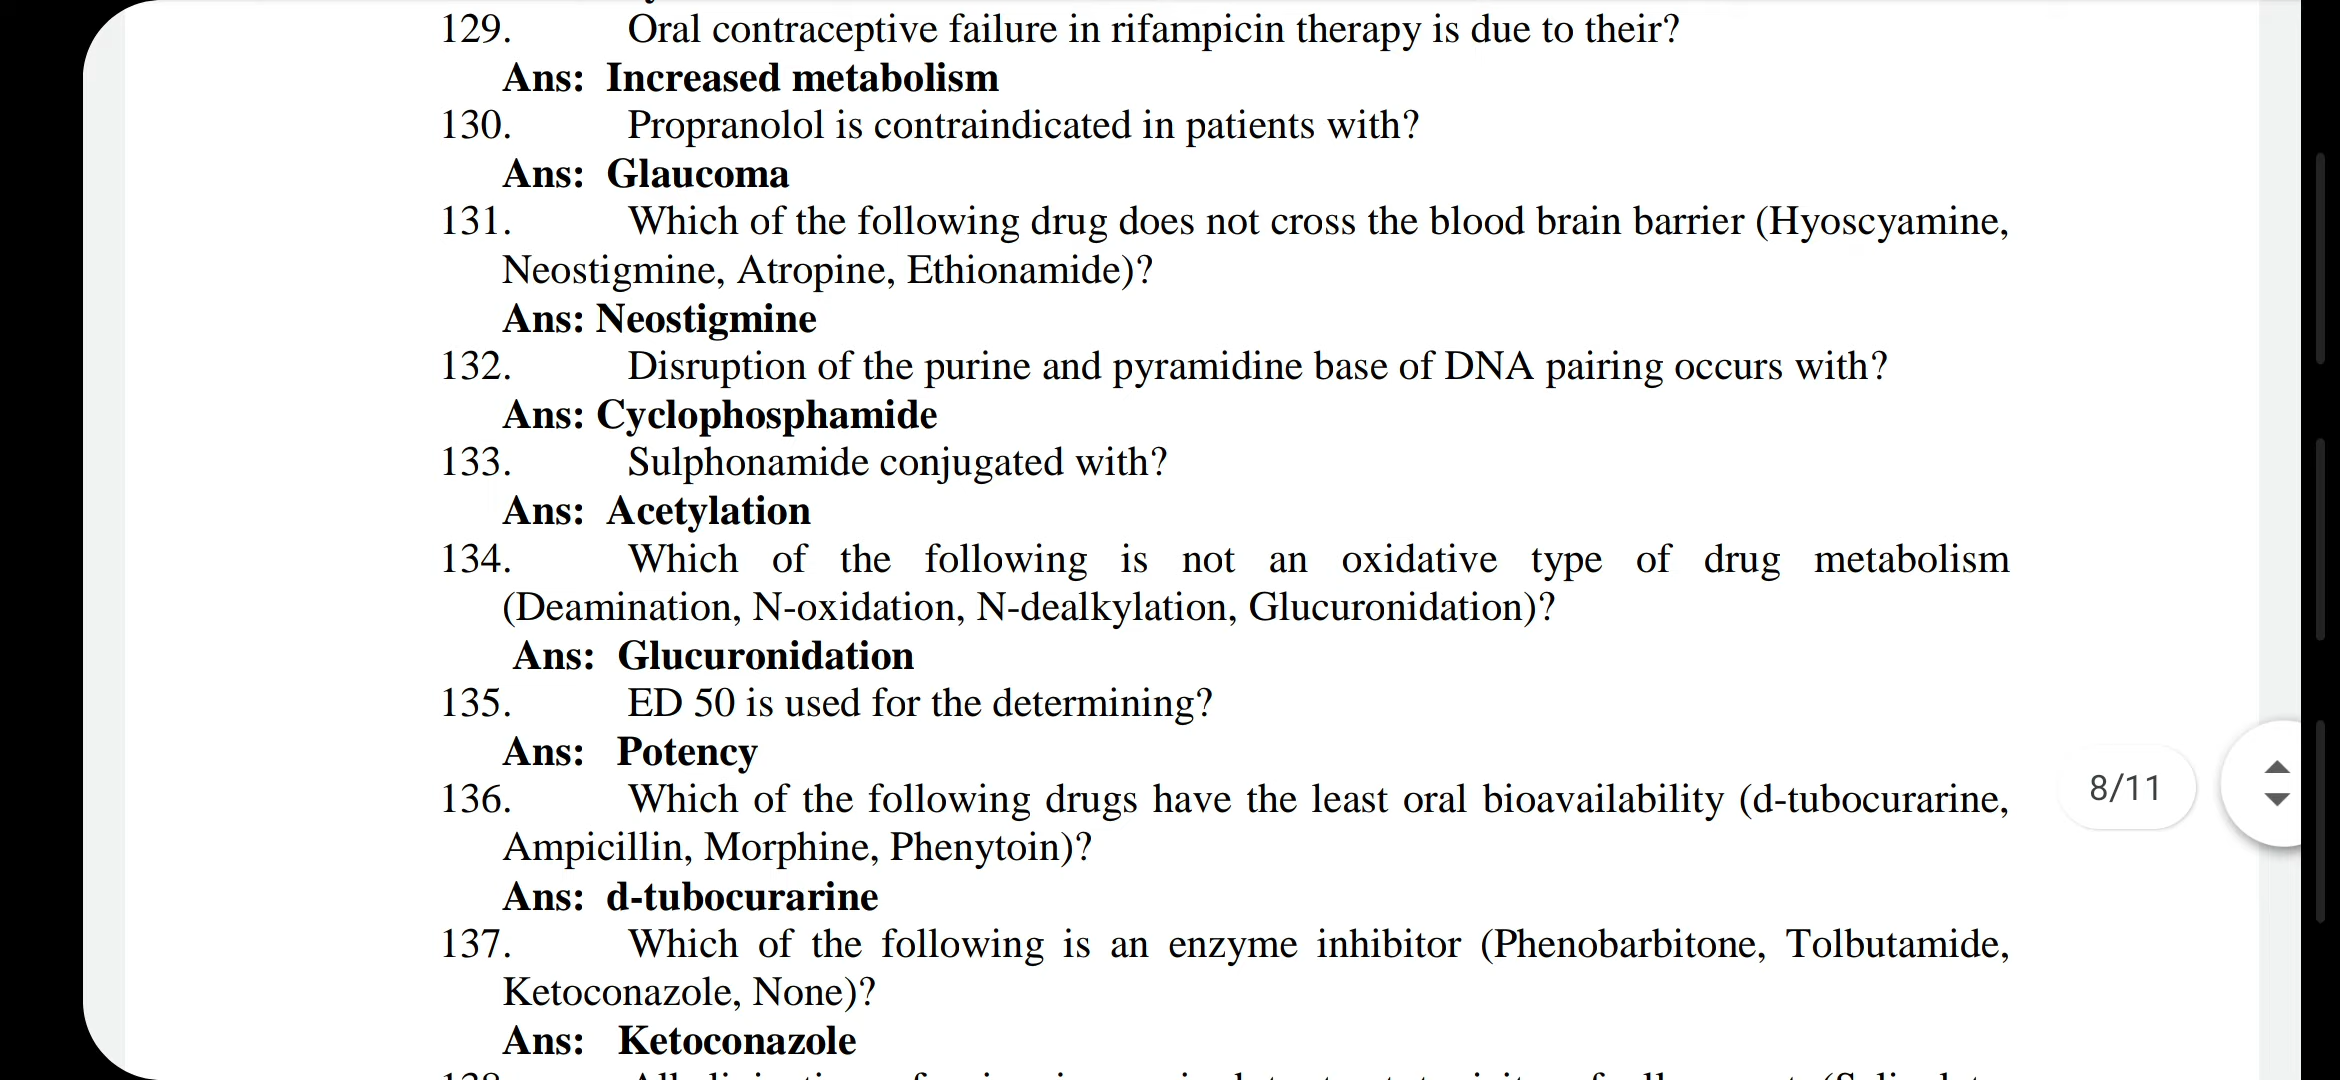 129. Oral contraceptive failure in rifampicin therapy is due to their?
Ans: Increased metabolism
130. Propranolol is contraindicated in patients with?
Ans: Glaucoma
131. Which of the following drug does not cross the blood brain barrier (Hyoscyamine,
Neostigmine, Atropine, Ethionamide)?
Ans: Neostigmine
132. Disruption of the purine and pyramidine base of DNA pairing occurs with?
Ans: Cyclophosphamide
133. Sulphonamide conjugated with?
Ans: Acetylation
134. Which of the following is not an oxidative type of drug metabolism
(Deamination, N-oxidation, N-dealkylation, Glucuronidation)?
Ans: Glucuronidation
135. ED 50 is used for the determining?
Ans: Potency
136. Which of the following drugs have the least oral bioavailability (d-tubocurarine,
Ampicillin, Morphine, Phenytoin)?
Ans: d-tubocurarine
137. Which of the following is an enzyme inhibitor (Phenobarbitone, Tolbutamide,
Ketoconazole, None)?
Ans: Ketoconazole
8/11